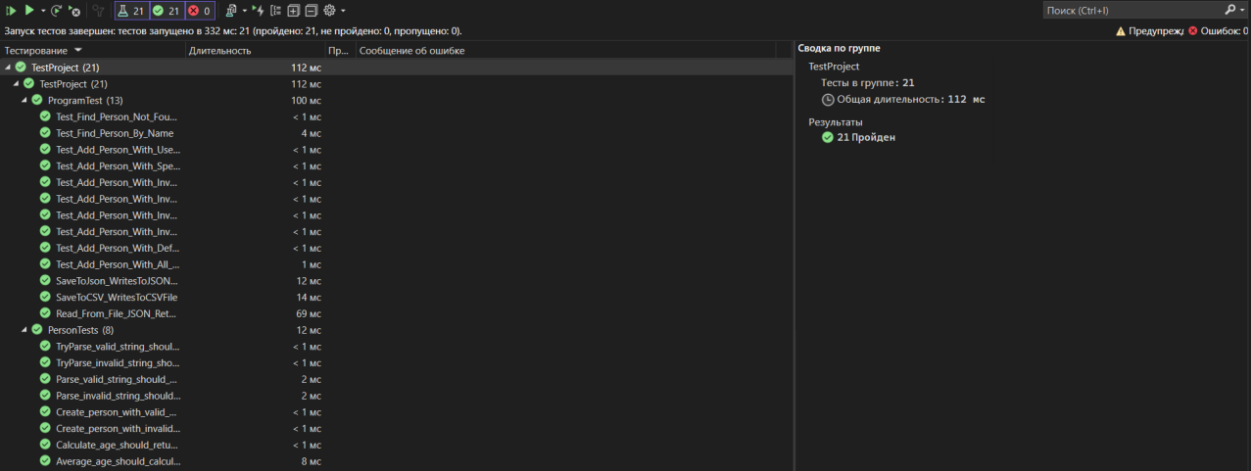 21 21 0 Поиск (Ctrl+I)
Запуск тестов завершен: тестов запущено в 332 мс: 21 (пройдено: 21, не пройдено: 0, пропущено: 0). Предупреж Ошибок: 0
Тестирование Длительность Пр... Сообщение об ошибке
TestProject (21) 112 мс
TestProject (21) 112 мс
ProgramTest (13) 100 мс
Test_Find_Person_Not_Fou... < 1 мс
Test_Find_Person_By_Name 4 мс
Test_Add_Person_With_Use... < 1 мс
Test_Add_Person_With_Spe... < 1 мс
Test_Add_Person_With_Inv... < 1 мс
Test_Add_Person_With_Inv... < 1 мс
Test_Add_Person_With_Inv... < 1 мс
Test_Add_Person_With_Inv... < 1 мс
Test_Add_Person_With_Def... < 1 мс
Test_Add_Person_With_All_... 1 мс
SaveToJson_WritesToJSON... 12 мс
SaveToCSV_WritesToCSVFile 14 мс
Read_From_File_JSON_Ret... 69 мс
PersonTests (8) 12 мс
TryParse_valid_string_shoul... < 1 мс
TryParse_invalid_string_sho... < 1 мс
Parse_valid_string_should_... 2 мс
Parse_invalid_string_should... 2 мс
Create_person_with_valid_... < 1 мс
Create_person_with_invalid... < 1 мс
Calculate_age_should_retu... < 1 мс
Average_age_should_calcul... 8 мс
Сводка по группе
TestProject
Тесты в группе: 21
Общая длительность: 112 мс
Результаты
21 Пройден